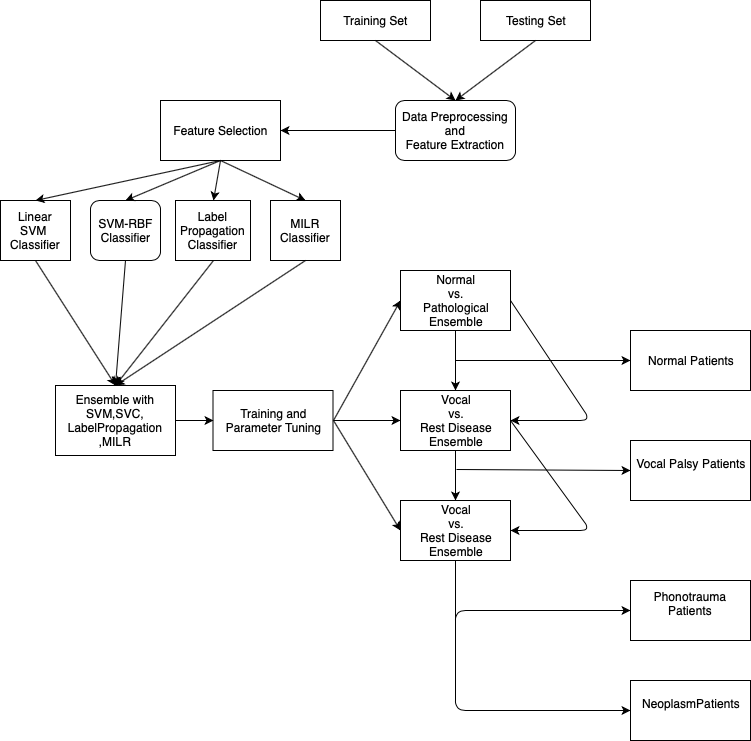 Training Set
Testing Set
Data Preprocessing
and
Feature Extraction
Feature Selection
Linear
SVM
Classifier
SVM-RBF
Classifier
Label
Propagation
Classifier
MILR
Classifier
Normal
vs.
Pathological
Ensemble
Normal Patients
Ensemble with
SVM,SVC,
LabelPropagation
,MILR
Training and
Parameter Tuning
Vocal
vs.
Rest Disease
Ensemble
Vocal Palsy Patients
Vocal
vs.
Rest Disease
Ensemble
Phonotrauma
Patients
NeoplasmPatients